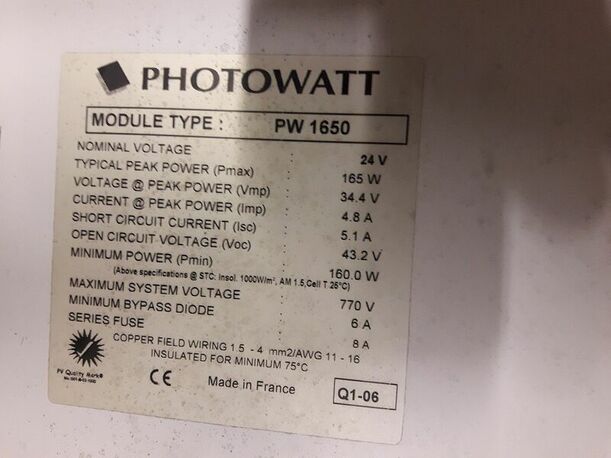 PHOTOWATT
MODULE TYPE : PW 1650
NOMINAL VOLTAGE : 24 V
TYPICAL PEAK POWER (Pmax) : 165 W
VOLTAGE @ PEAK POWER (Vmp) : 34.4 V
CURRENT @ PEAK POWER (Imp) : 4.8 A
SHORT CIRCUIT CURRENT (Isc) : 5.1 A
OPEN CIRCUIT VOLTAGE (Voc) : 43.2 V
MINIMUM POWER (Pmin) : 160.0 W
(Above specifications @ STC: Insol. 1000W/m², AM 1.5,Cell T 25°C)
MAXIMUM SYSTEM VOLTAGE : 770 V
MINIMUM BYPASS DIODE : 6 A
SERIES FUSE : 8 A
COPPER FIELD WIRING 1.5 - 4 mm2/AWG 11 - 16
INSULATED FOR MINIMUM 75°C
PV Quality Mark®
CE Made in France Q1-06